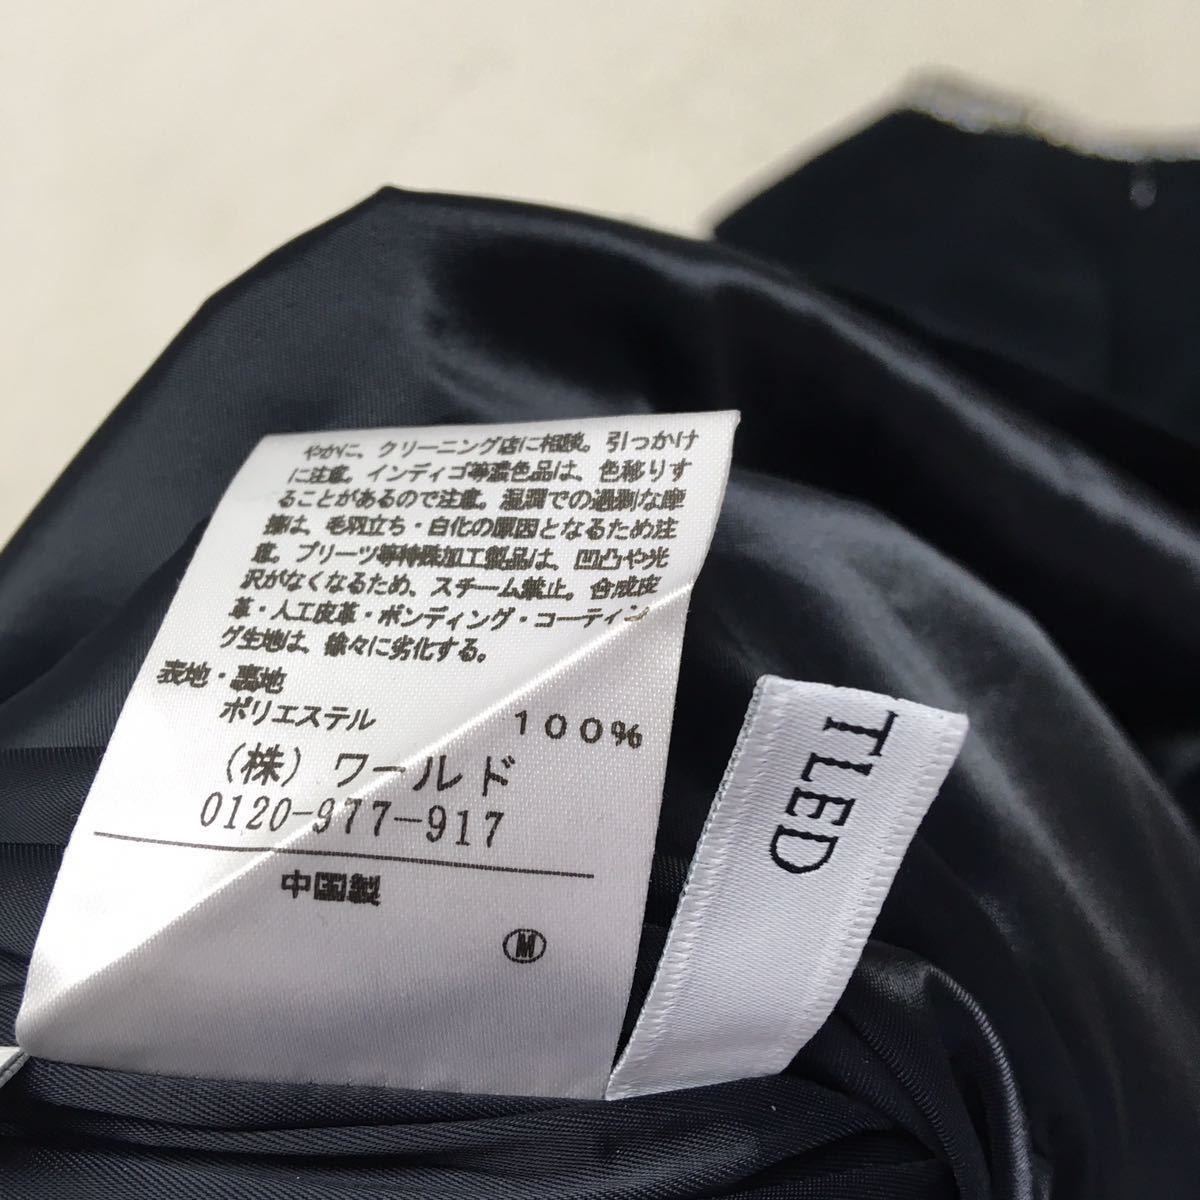 やかに、クリーニング店に相談。引っかけ
に注意。インディゴ等濃色品は、色移りす
ることがあるので注意。湿潤での過剰な摩
擦は、毛羽立ち・白化の原因となるため注
意。プリーツ等特殊加工製品は、凹凸や光
沢がなくなるため、スチーム禁止。合成皮
革・人工皮革・ボンディング・コーティン
グ生地は、徐々に劣化する。
表地・裏地
ポリエステル 100%
(株)ワールド
0120-977-917
中国製
Ⓜ
TLED